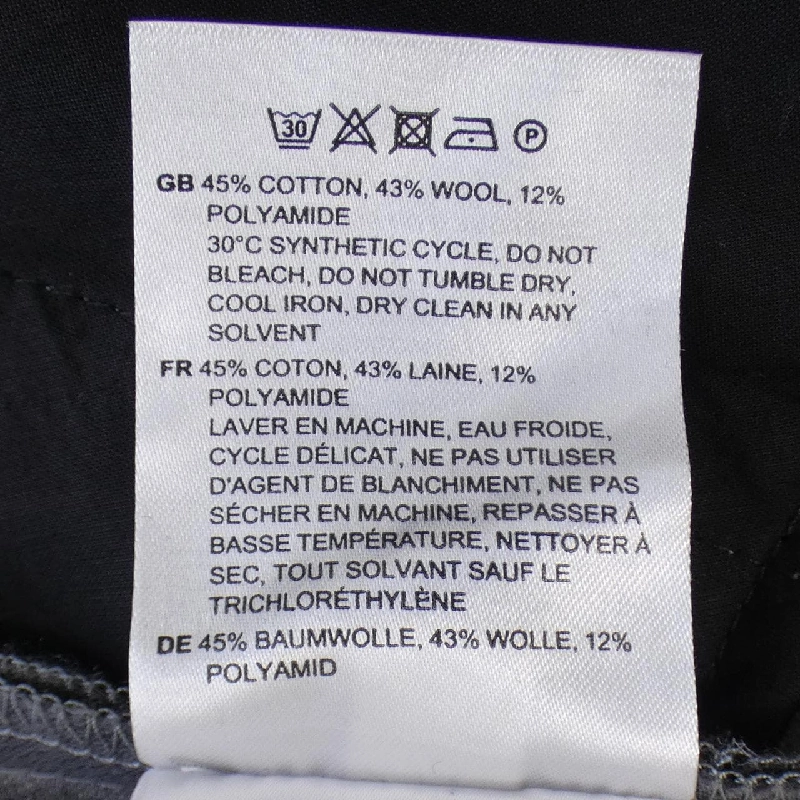 30 P
GB 45% COTTON, 43% WOOL, 12%
POLYAMIDE
30°C SYNTHETIC CYCLE, DO NOT
BLEACH, DO NOT TUMBLE DRY,
COOL IRON, DRY CLEAN IN ANY
SOLVENT
FR 45% COTON, 43% LAINE, 12%
POLYAMIDE
LAVER EN MACHINE, EAU FROIDE,
CYCLE DÉLICAT, NE PAS UTILISER
D'AGENT DE BLANCHIMENT, NE PAS
SÉCHER EN MACHINE, REPASSER À
BASSE TEMPÉRATURE, NETTOYER À
SEC, TOUT SOLVANT SAUF LE
TRICHLORÉTHYLÈNE
DE 45% BAUMWOLLE, 43% WOLLE, 12%
POLYAMID